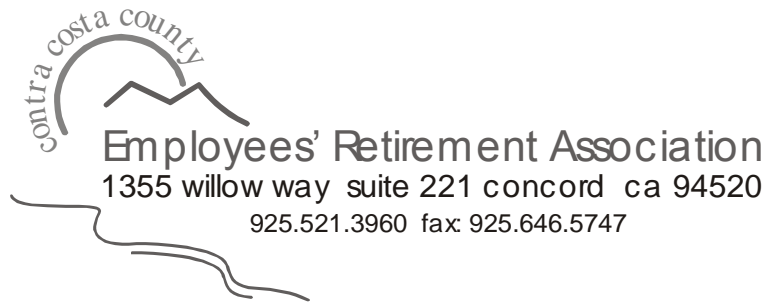 contra costa county
Employees' Retirement Association
1355 willow way suite 221 concord ca 94520
925.521.3960 fax: 925.646.5747